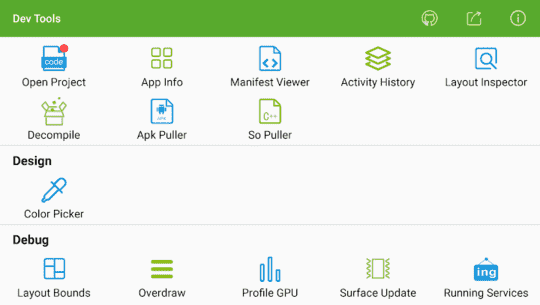 Dev Tools
code
Open Project
App Info
Manifest Viewer
Activity History
Layout Inspector
Decompile
APK
Apk Puller
C++
So Puller
Design
Color Picker
Debug
Layout Bounds
Overdraw
Profile GPU
Surface Update
ing
Running Services